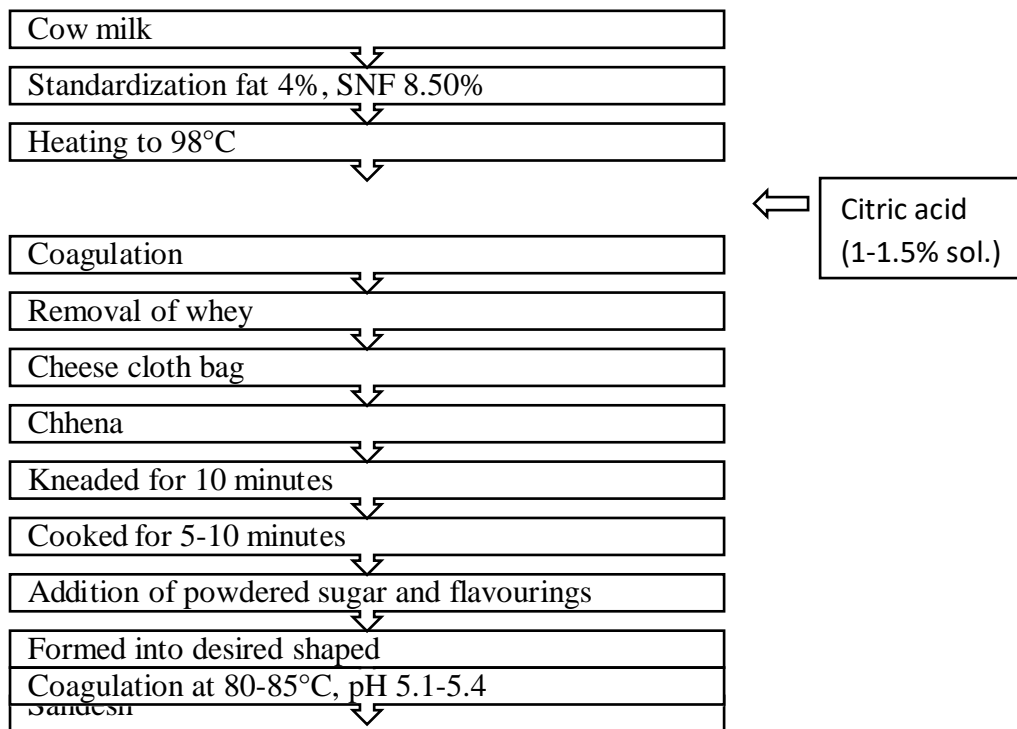 Cow milk
Standardization fat 4%, SNF 8.50%
Heating to 98°C
Citric acid
(1-1.5% sol.)
Coagulation
Removal of whey
Cheese cloth bag
Chhena
Kneaded for 10 minutes
Cooked for 5-10 minutes
Addition of powdered sugar and flavourings
Formed into desired shaped
Coagulation at 80-85°C, pH 5.1-5.4
Sandesh